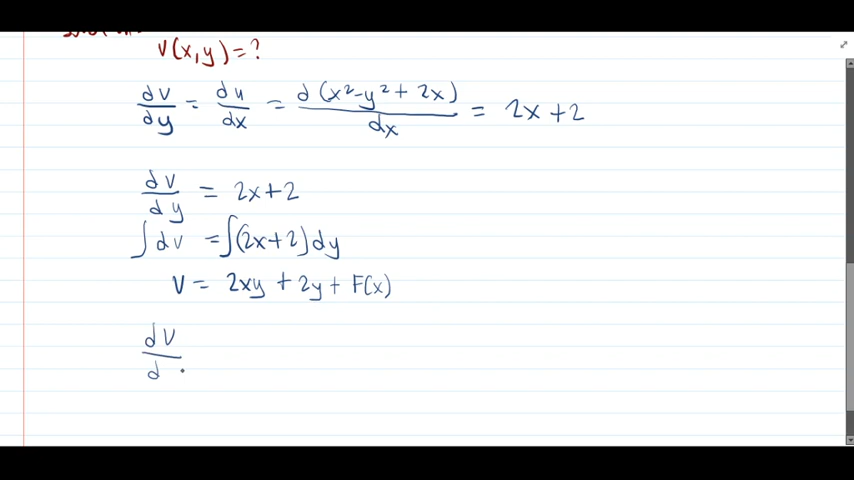 v(x,y)=?
dv/dy = du/dx = d(x²-y²+2x)/dx = 2x+2
dv/dy = 2x+2
∫dv = ∫(2x+2)dy
v = 2xy + 2y + F(x)
dv/d